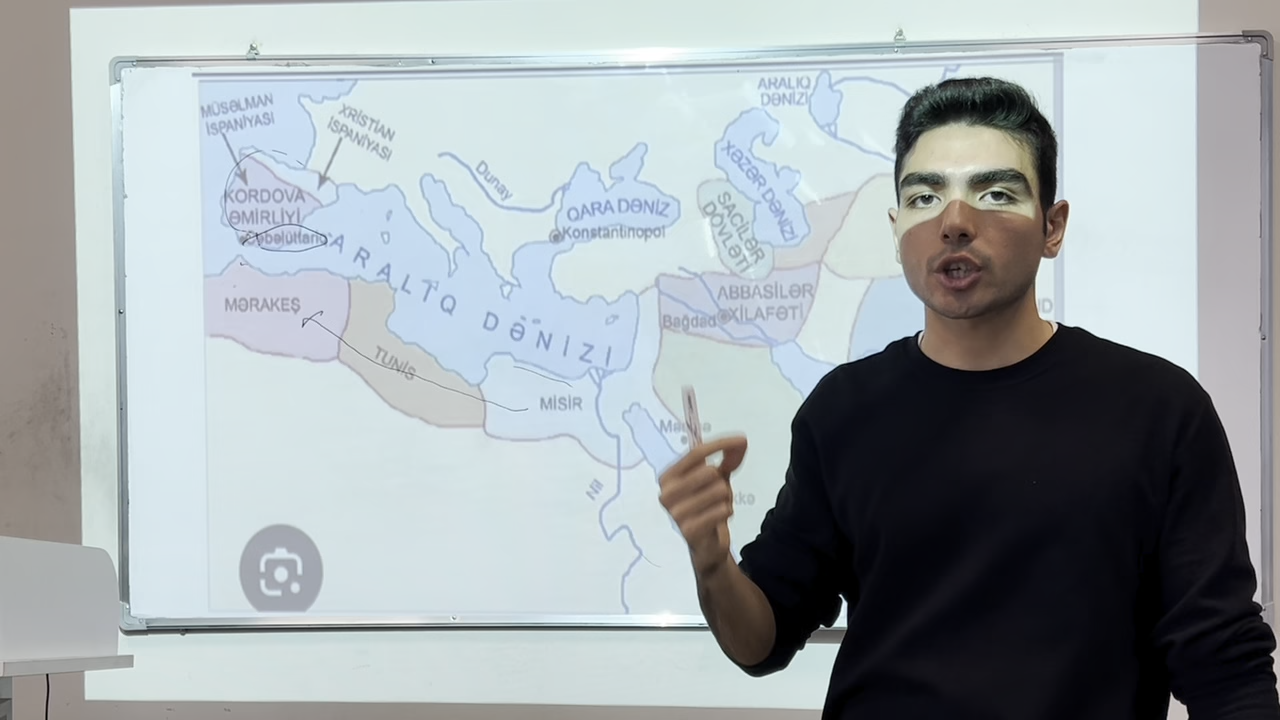 MÜSƏLMAN
İSPANİYASI
XRİSTİAN
İSPANİYASI
ARALIQ
DƏNİZİ
XƏZƏR DƏNİZİ
Dunay
KORDOVA
ƏMİRLİYİ
QARA DƏNİZ
Konstantinopol
SACİLƏR
DÖVLƏTİ
ARALIQ DƏNİZİ
ABBASİLƏR
XİLAFƏTİ
Bağdad
MƏRAKEŞ
TUNİS
MİSİR
Nil